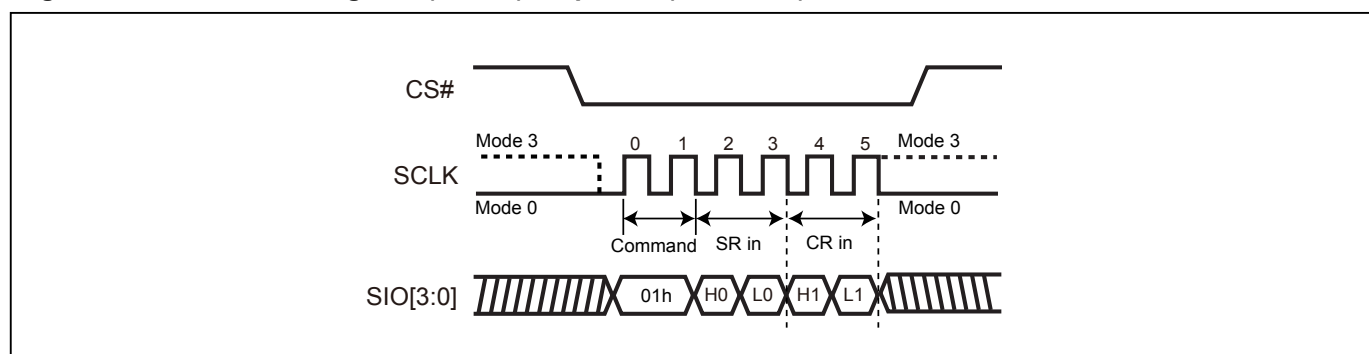 CS#
Mode 3 0 1 2 3 4 5 Mode 3
SCLK
Mode 0 Mode 0
Command SR in CR in
SIO[3:0] 01h H0 L0 H1 L1